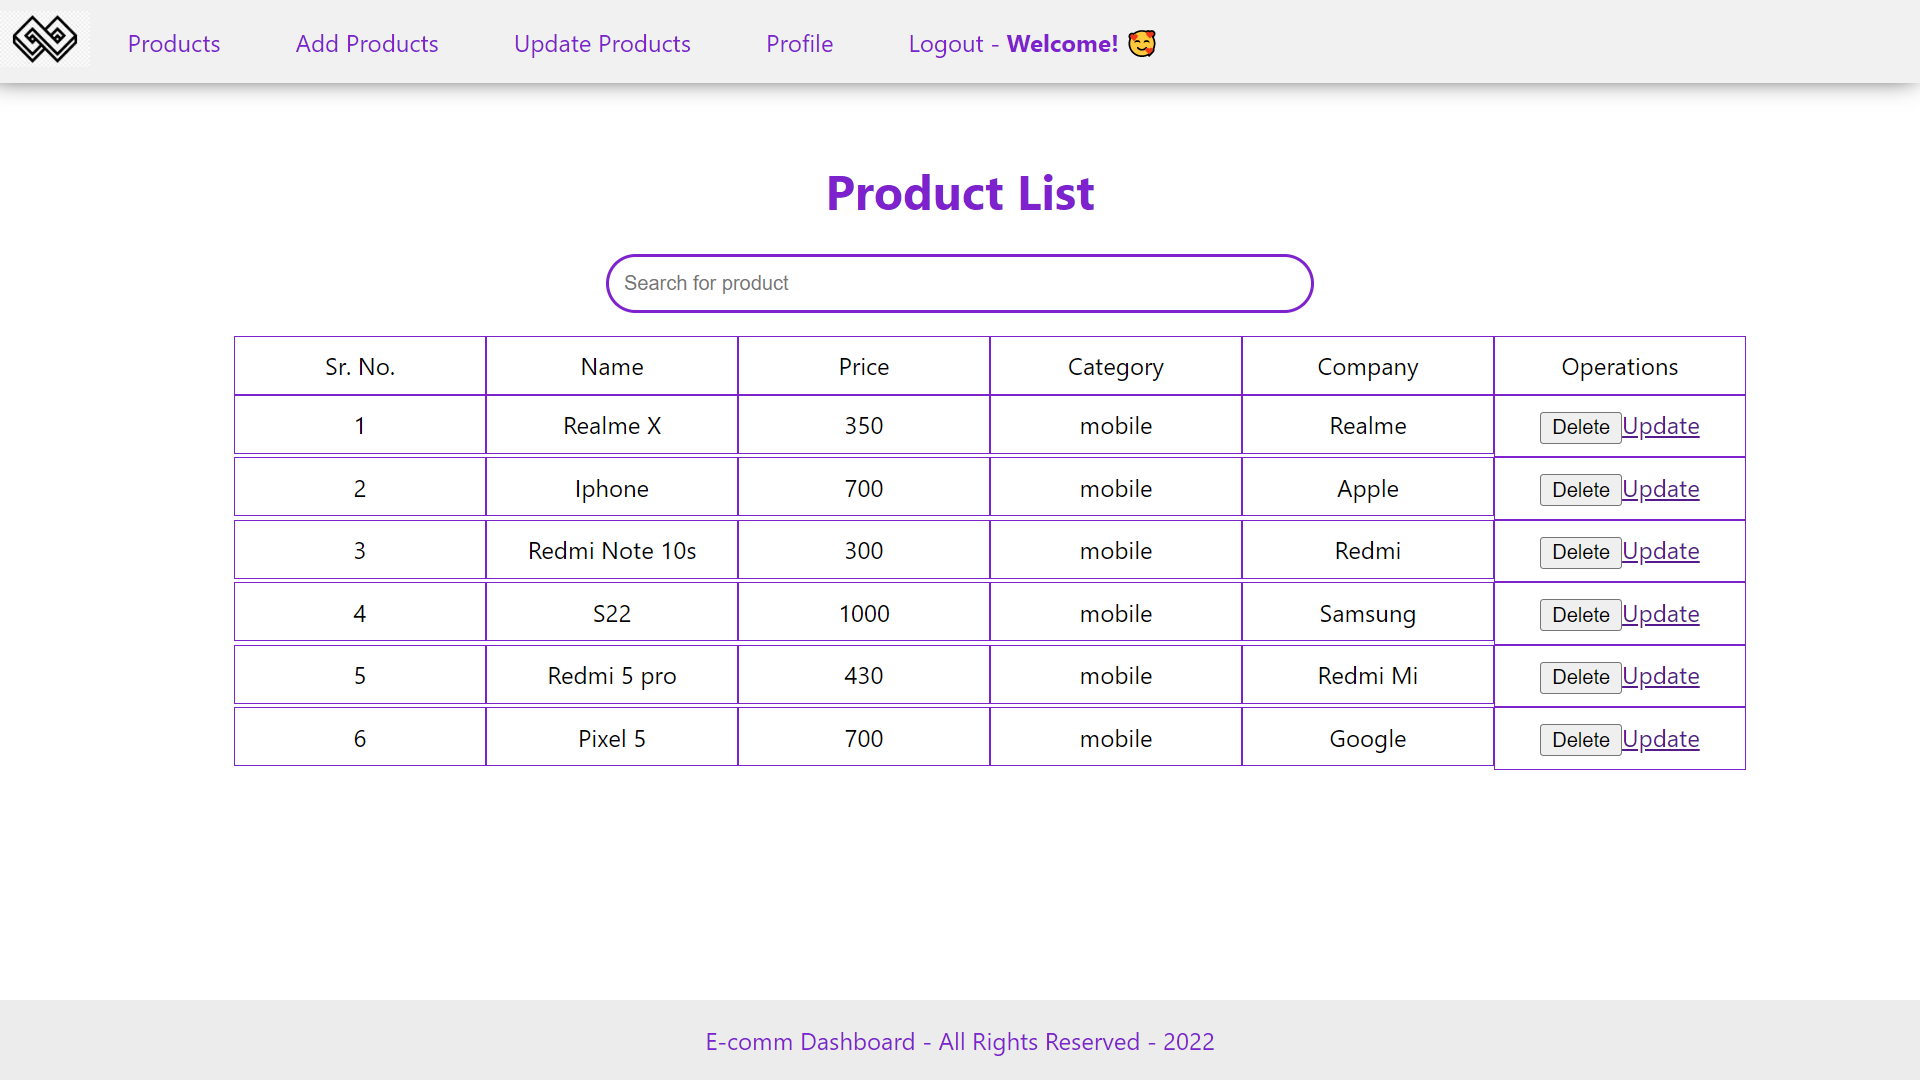 Products Add Products Update Products Profile Logout - Welcome! 🥰
Product List
Search for product
Sr. No. Name Price Category Company Operations
1 Realme X 350 mobile Realme Delete Update
2 Iphone 700 mobile Apple Delete Update
3 Redmi Note 10s 300 mobile Redmi Delete Update
4 S22 1000 mobile Samsung Delete Update
5 Redmi 5 pro 430 mobile Redmi Mi Delete Update
6 Pixel 5 700 mobile Google Delete Update
E-comm Dashboard - All Rights Reserved - 2022